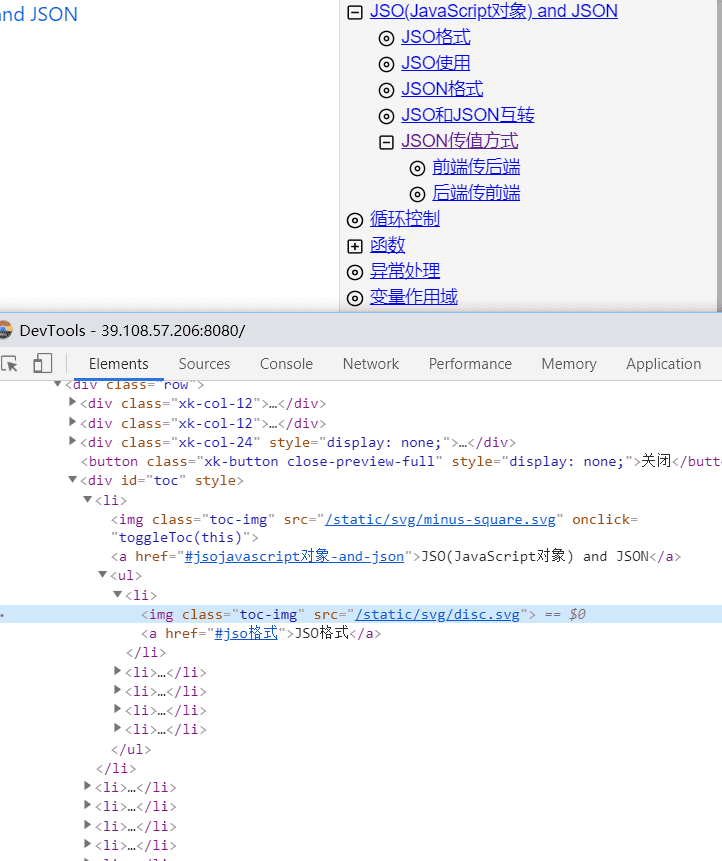 and JSON
JSO(JavaScript对象) and JSON
JSO格式
JSO使用
JSON格式
JSO和JSON互转
JSON传值方式
前端传后端
后端传前端
循环控制
函数
异常处理
变量作用域
DevTools - 39.108.57.206:8080/
Elements Sources Console Network Performance Memory Application
<div class="row">
<div class="xk-col-12">…</div>
<div class="xk-col-12">…</div>
<div class="xk-col-24" style="display: none;">…</div>
<button class="xk-button close-preview-full" style="display: none;">关闭</butt
<div id="toc" style>
<li>
<img class="toc-img" src="/static/svg/minus-square.svg" onclick=
"toggleToc(this)">
<a href="#jsojavascript对象-and-json">JSO(JavaScript对象) and JSON</a>
<ul>
<li>
<img class="toc-img" src="/static/svg/disc.svg"> == $0
<a href="#jso格式">JSO格式</a>
</li>
<li>…</li>
<li>…</li>
<li>…</li>
<li>…</li>
</ul>
</li>
<li>…</li>
<li>…</li>
<li>…</li>
<li>…</li>